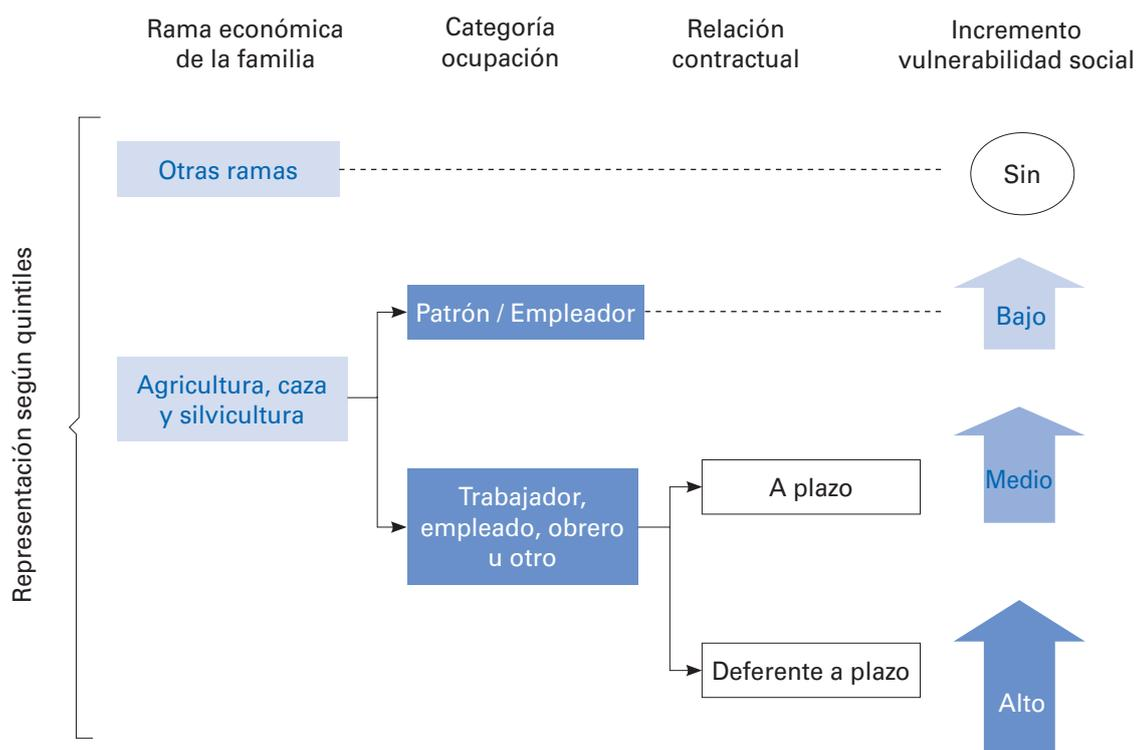 Rama económica
de la familia
Categoría
ocupación
Relación
contractual
Incremento
vulnerabilidad social
Representación según quintiles
Otras ramas
Sin
Patrón / Empleador
Bajo
Agricultura, caza
y silvicultura
Trabajador,
empleado, obrero
u otro
A plazo
Medio
Deferente a plazo
Alto